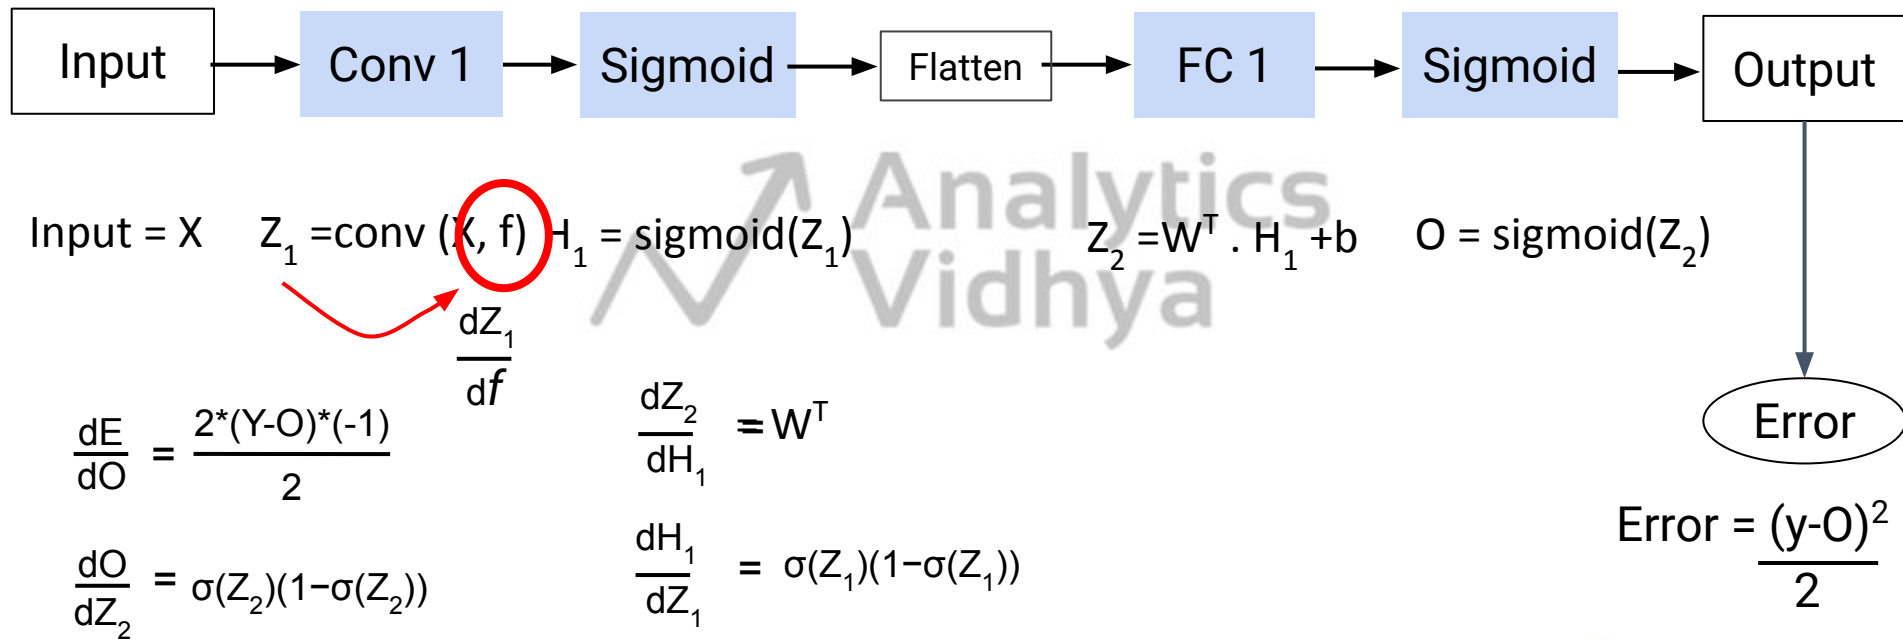 Input Conv 1 Sigmoid Flatten FC 1 Sigmoid Output
Analytics
Vidhya
Input = X Z₁ =conv (X, f) H₁ = sigmoid(Z₁) Z₂ =Wᵀ . H₁ +b O = sigmoid(Z₂)
dZ₁
df
dE/dO = 2*(Y-O)*(-1)/2
dZ₂/dH₁ = Wᵀ
Error
dO/dZ₂ = σ(Z₂)(1−σ(Z₂))
dH₁/dZ₁ = σ(Z₁)(1−σ(Z₁))
Error = (y-O)²/2